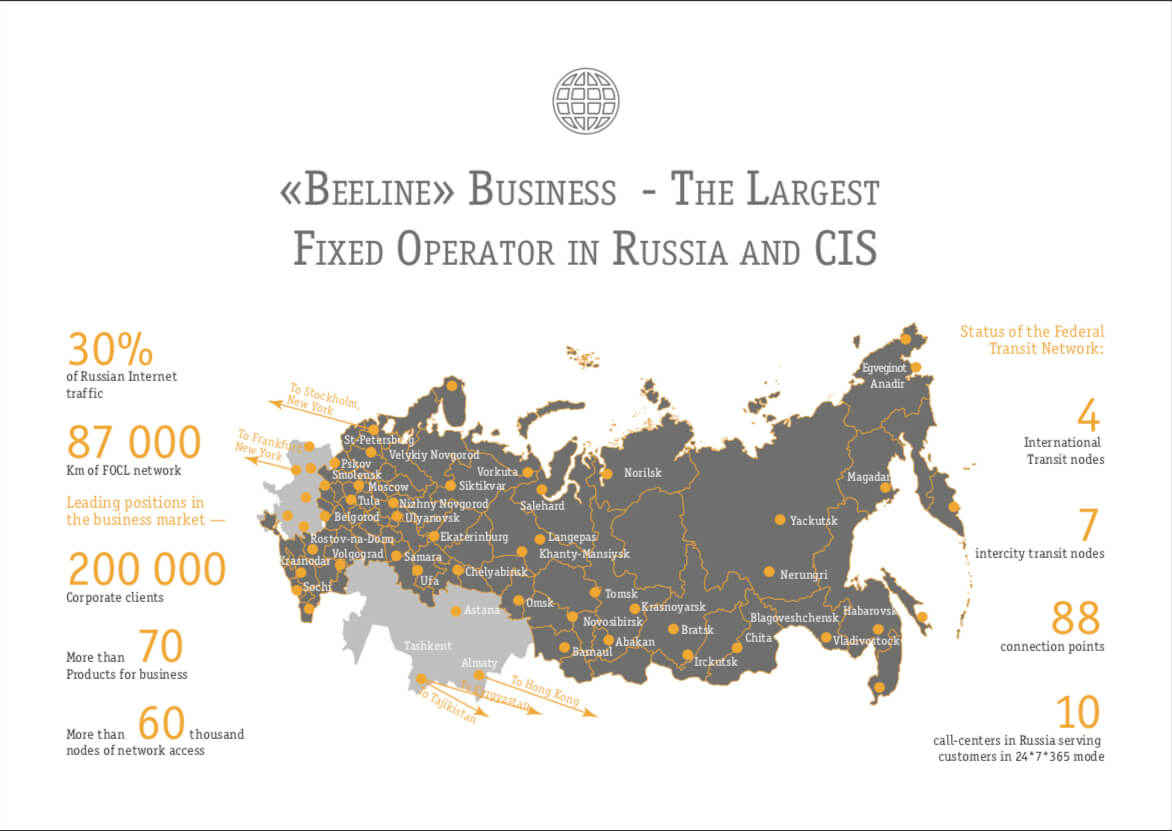 «Beeline» Business - The Largest
Fixed Operator in Russia and CIS
30%
of Russian Internet
traffic
87 000
Km of FOCL network
Leading positions in
the business market —
200 000
Corporate clients
More than 70
Products for business
More than 60 thousand
nodes of network access
To Stockholm,
New York
To Frankfurt,
New York
St-Petersburg
Velykiy Novgorod
Pskov
Smolensk
Moscow
Vorkuta
Siktikvar
Salehard
Norilsk
Tula
Nizhny Novgorod
Belgorod
Ulyanovsk
Rostov-na-Donu
Ekaterinburg
Langepas
Khanty-Mansiysk
Krasnodar
Volgograd
Samara
Ufa
Chelyabinsk
Sochi
Astana
Omsk
Tomsk
Novosibirsk
Krasnoyarsk
Barnaul
Abakan
Bratsk
Irckutsk
Chita
Blagoveshchensk
Habarovsk
Vladivostock
Nerungri
Yackutsk
Magadan
Egveginot
Anadir
Tashkent
Almaty
To Hong Kong
To Kyrgyzstan
To Tajikistan
Status of the Federal
Transit Network:
4
International
Transit nodes
7
intercity transit nodes
88
connection points
10
call-centers in Russia serving
customers in 24*7*365 mode